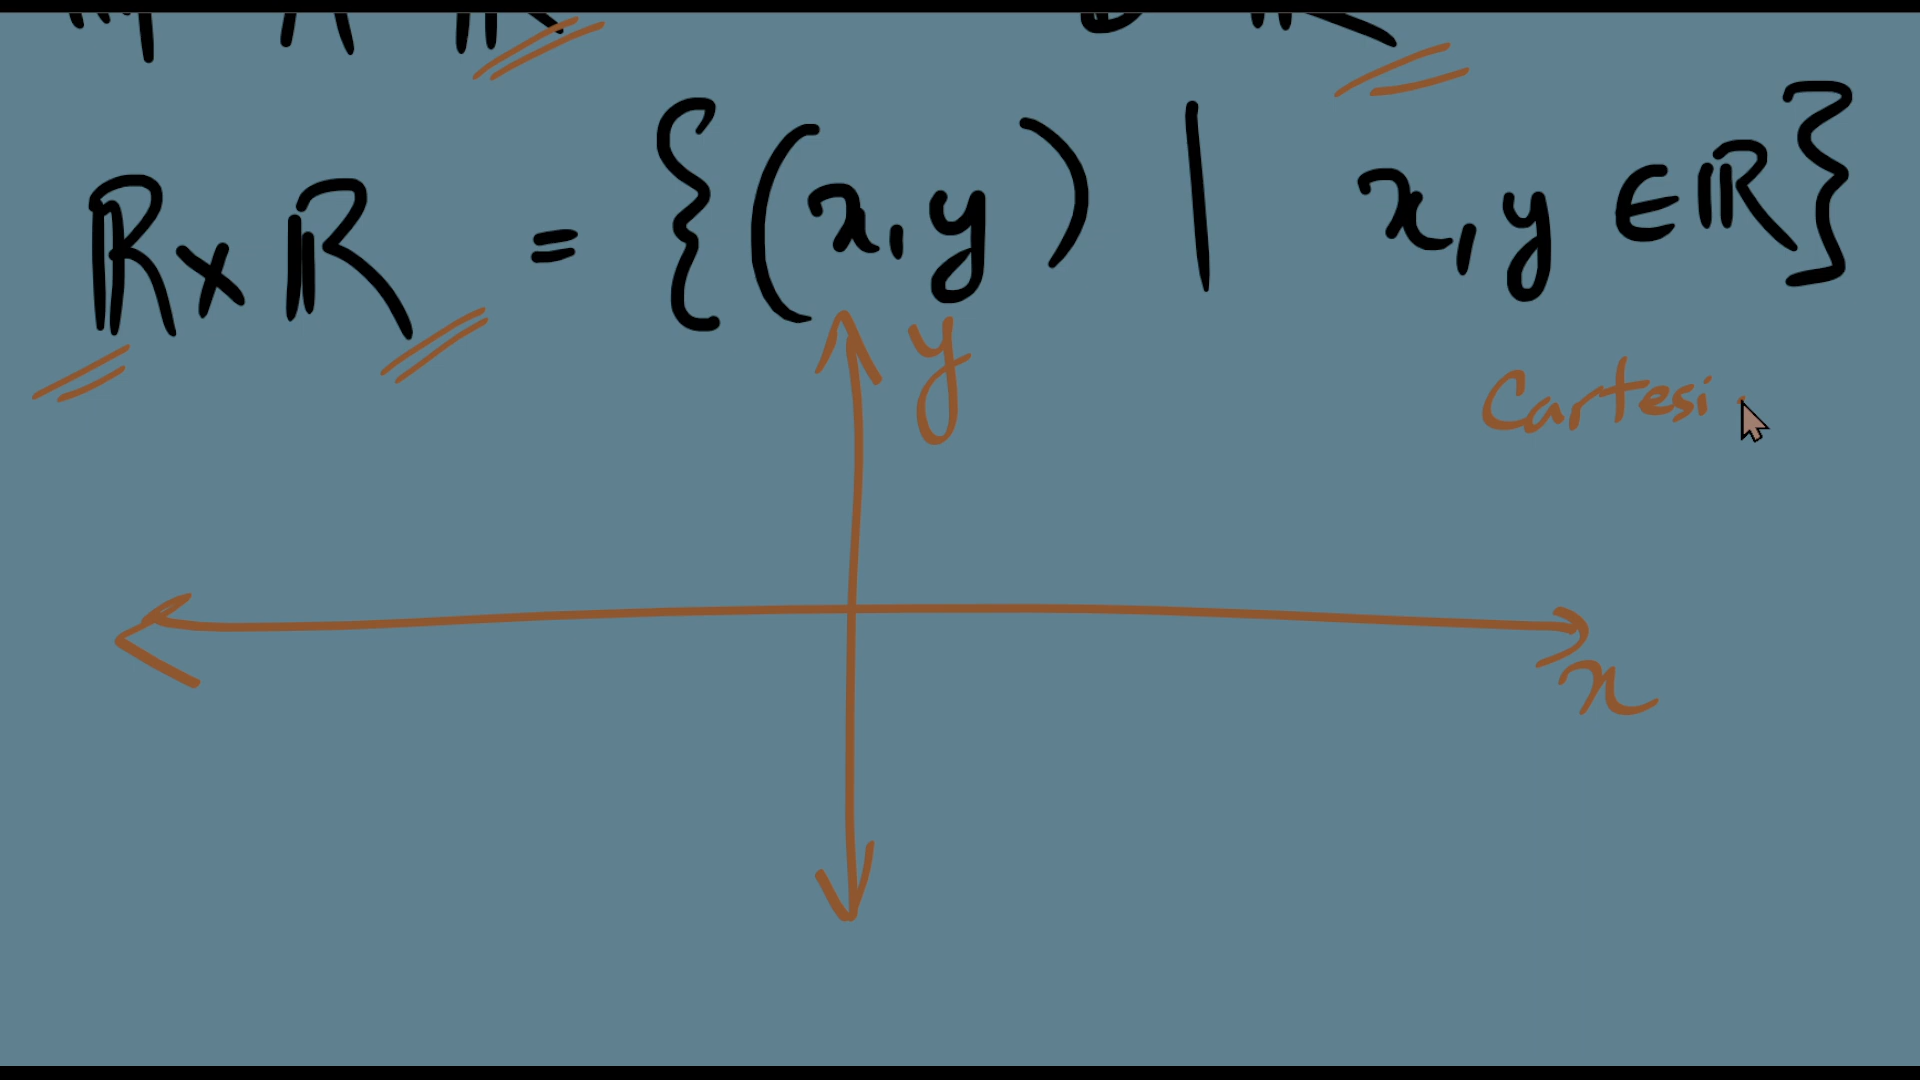 ℝ×ℝ = {(x,y) | x,y ∈ ℝ}
y
Cartesi
x